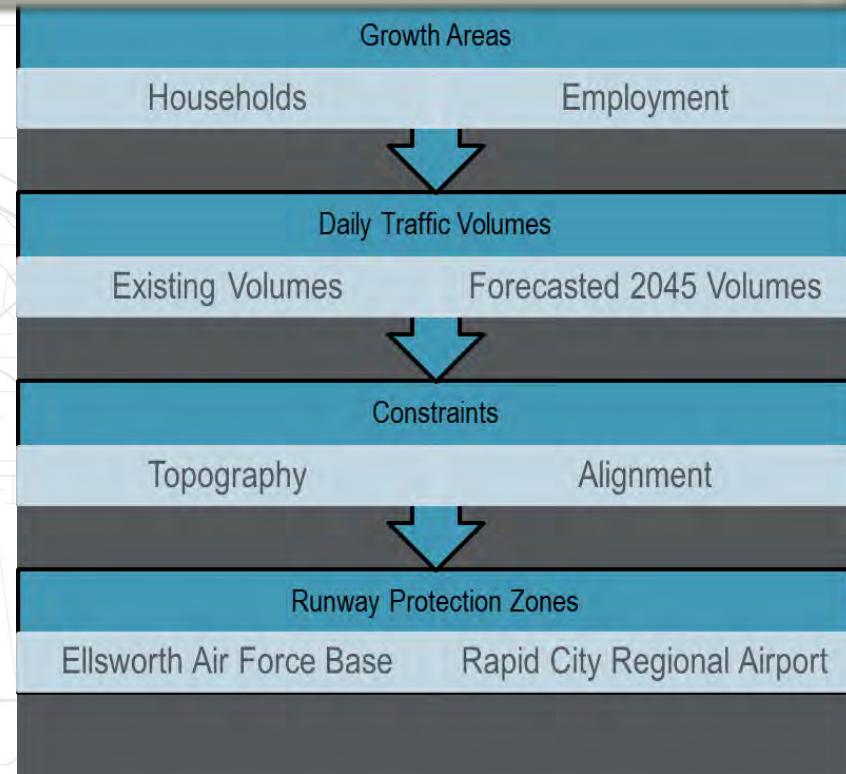 Growth Areas
Households Employment
Daily Traffic Volumes
Existing Volumes Forecasted 2045 Volumes
Constraints
Topography Alignment
Runway Protection Zones
Ellsworth Air Force Base Rapid City Regional Airport